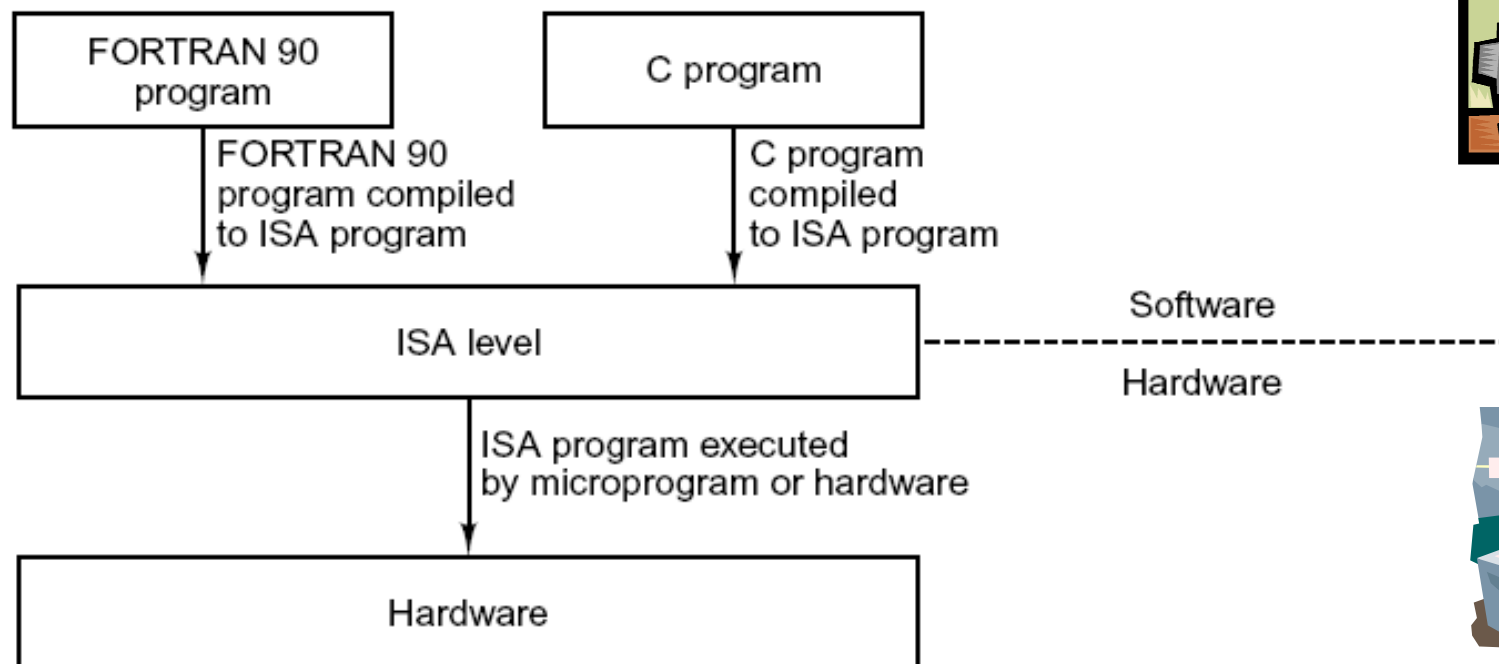 FORTRAN 90
program
C program
FORTRAN 90
program compiled
to ISA program
C program
compiled
to ISA program
ISA level
Software
Hardware
ISA program executed
by microprogram or hardware
Hardware